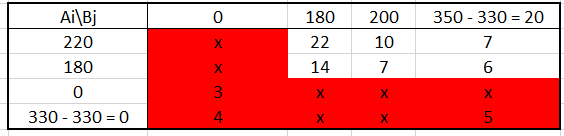 Ai\Bj 0 180 200 350 - 330 = 20
220 x 22 10 7
180 x 14 7 6
0 3 x x x
330 - 330 = 0 4 x x 5